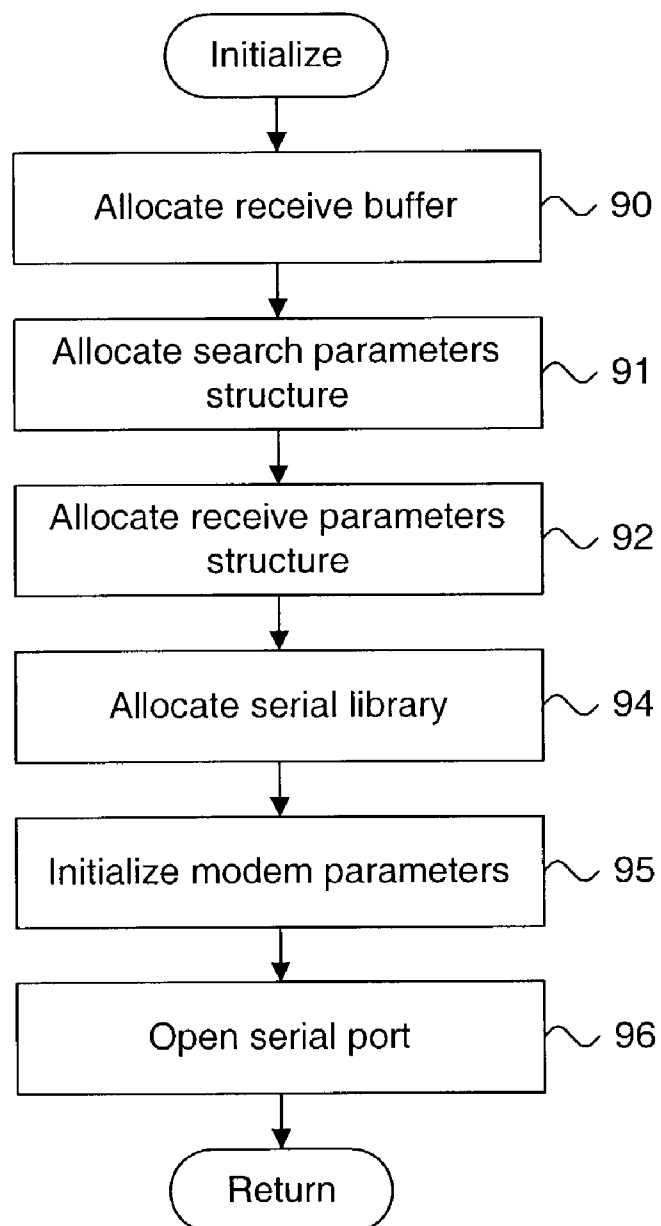 Initialize
Allocate receive buffer
90
Allocate search parameters
structure
91
Allocate receive parameters
structure
92
Allocate serial library
94
Initialize modem parameters
95
Open serial port
96
Return